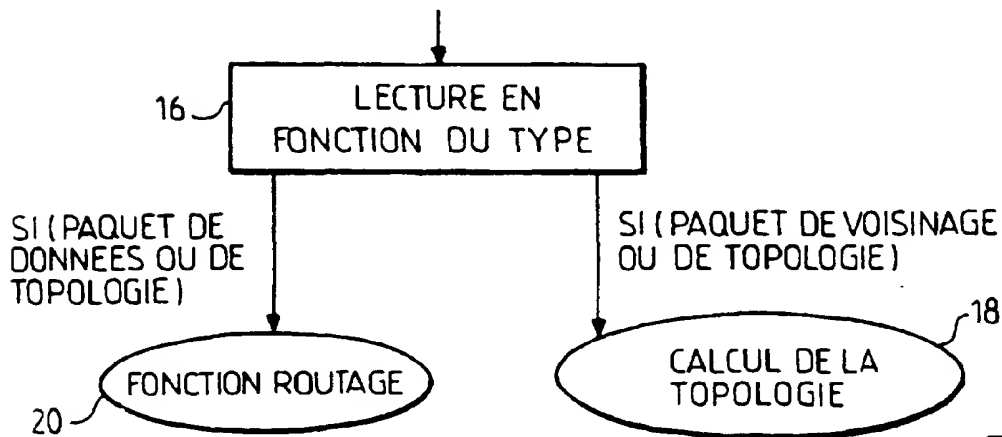 16
LECTURE EN
FONCTION DU TYPE
SI (PAQUET DE
DONNEES OU DE
TOPOLOGIE)
SI (PAQUET DE VOISINAGE
OU DE TOPOLOGIE)
18
FONCTION ROUTAGE
20
CALCUL DE LA
TOPOLOGIE